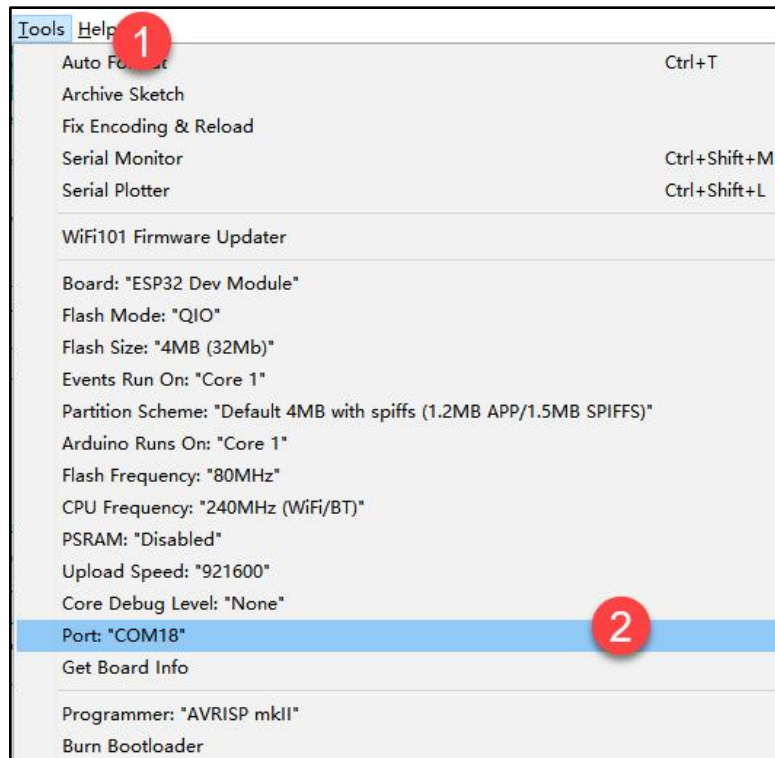 Tools Help
1
Auto Format Ctrl+T
Archive Sketch
Fix Encoding & Reload
Serial Monitor Ctrl+Shift+M
Serial Plotter Ctrl+Shift+L
WiFi101 Firmware Updater
Board: "ESP32 Dev Module"
Flash Mode: "QIO"
Flash Size: "4MB (32Mb)"
Events Run On: "Core 1"
Partition Scheme: "Default 4MB with spiffs (1.2MB APP/1.5MB SPIFFS)"
Arduino Runs On: "Core 1"
Flash Frequency: "80MHz"
CPU Frequency: "240MHz (WiFi/BT)"
PSRAM: "Disabled"
Upload Speed: "921600"
Core Debug Level: "None"
Port: "COM18" 2
Get Board Info
Programmer: "AVRISP mkII"
Burn Bootloader